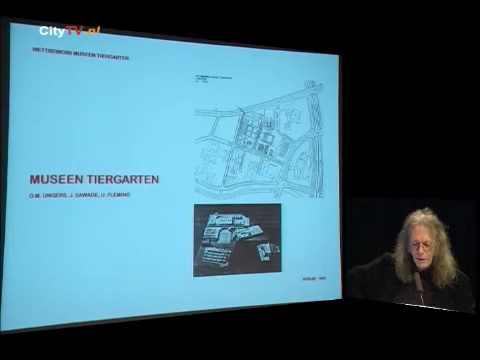 CityTV.nl
WETTBEWERB MUSEEN TIERGARTEN
MUSEEN TIERGARTEN
O.M. UNGERS, J. SAWADE, U. FLEMING